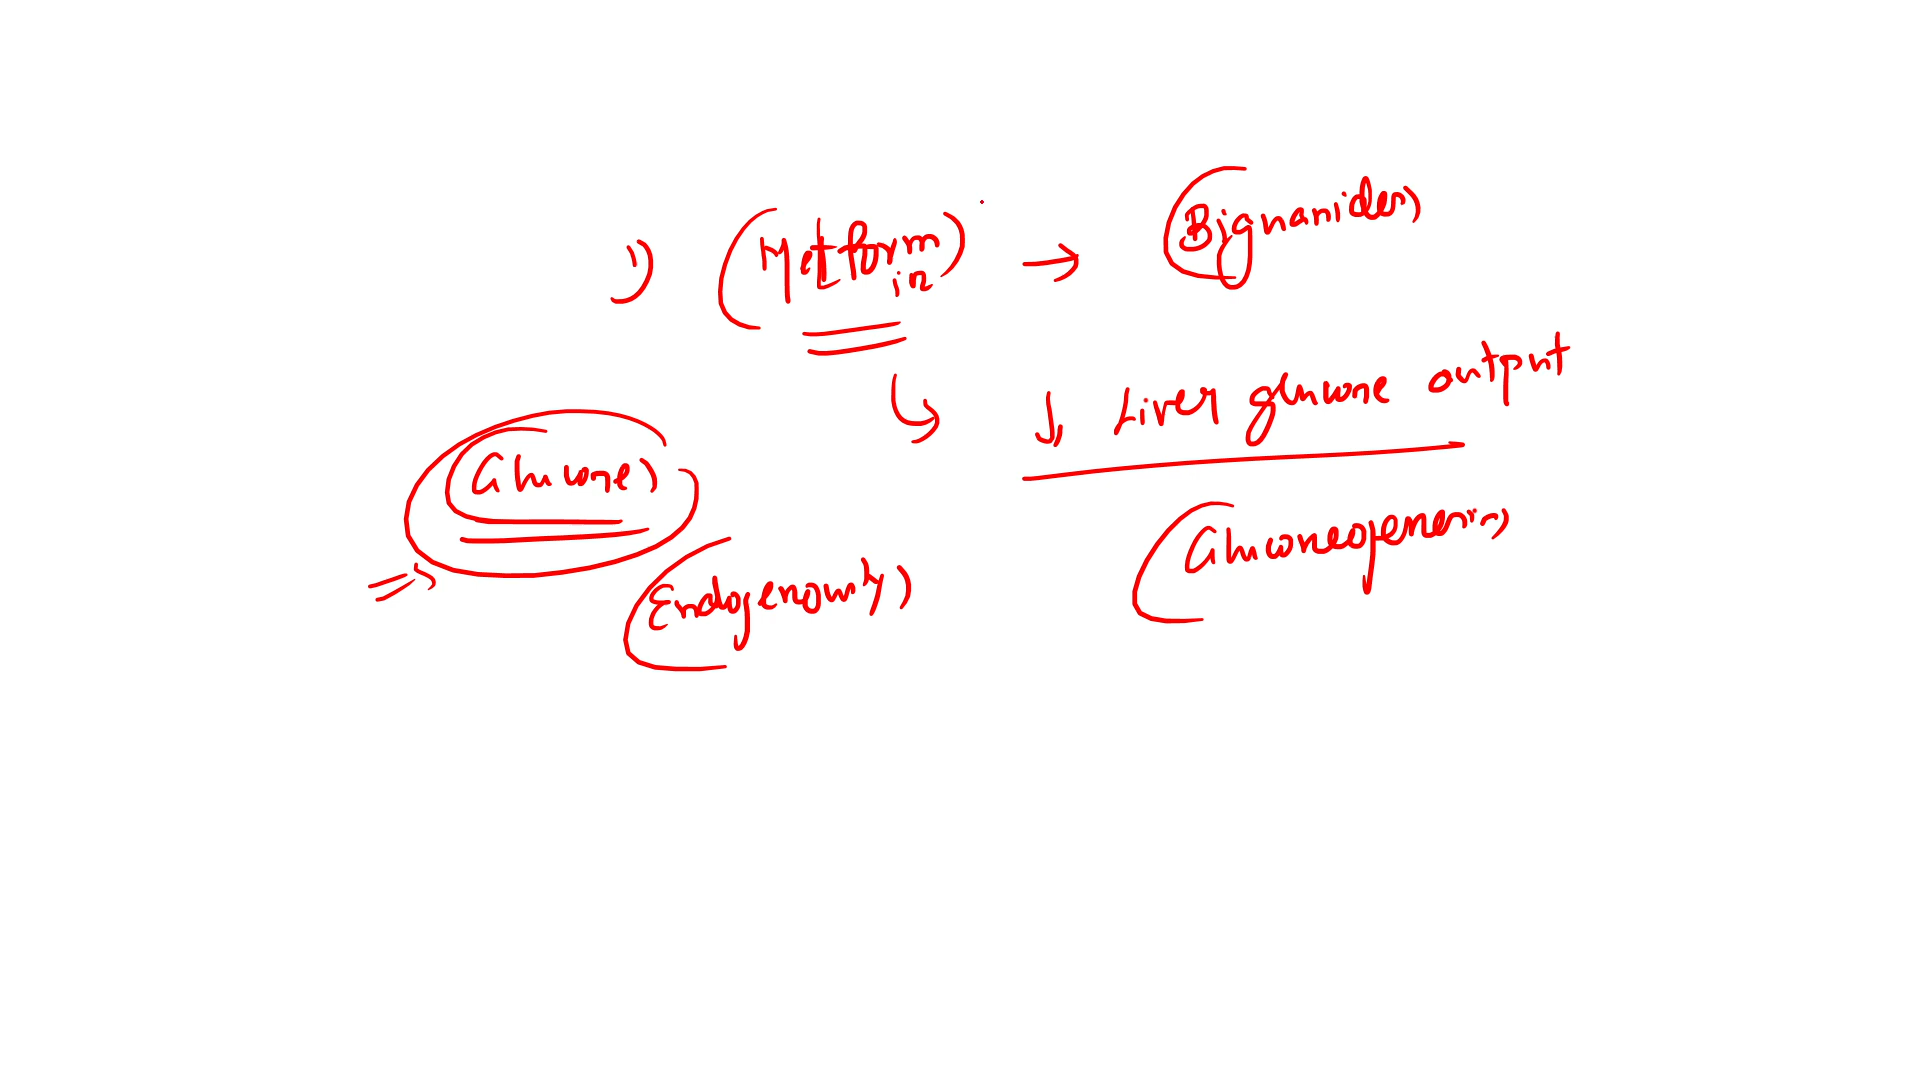 1) (Metformin) → (Biguanides)
↓ Liver glucose output
(Glucose)
(Gluconeogenesis)
(Endogenously)